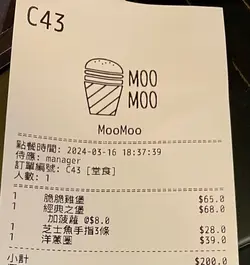 C43
MOO
MOO
MooMoo
點餐時間: 2024-03-16 18:37:39
侍應: manager
訂單編號: C43 [堂食]
人數: 1
1 脆脆雞堡 $65.0
1 經典之堡 $68.0
加菠蘿 @$8.0
1 芝士魚手指3條 $28.0
1 洋蔥圈 $39.0
小計 $200.0